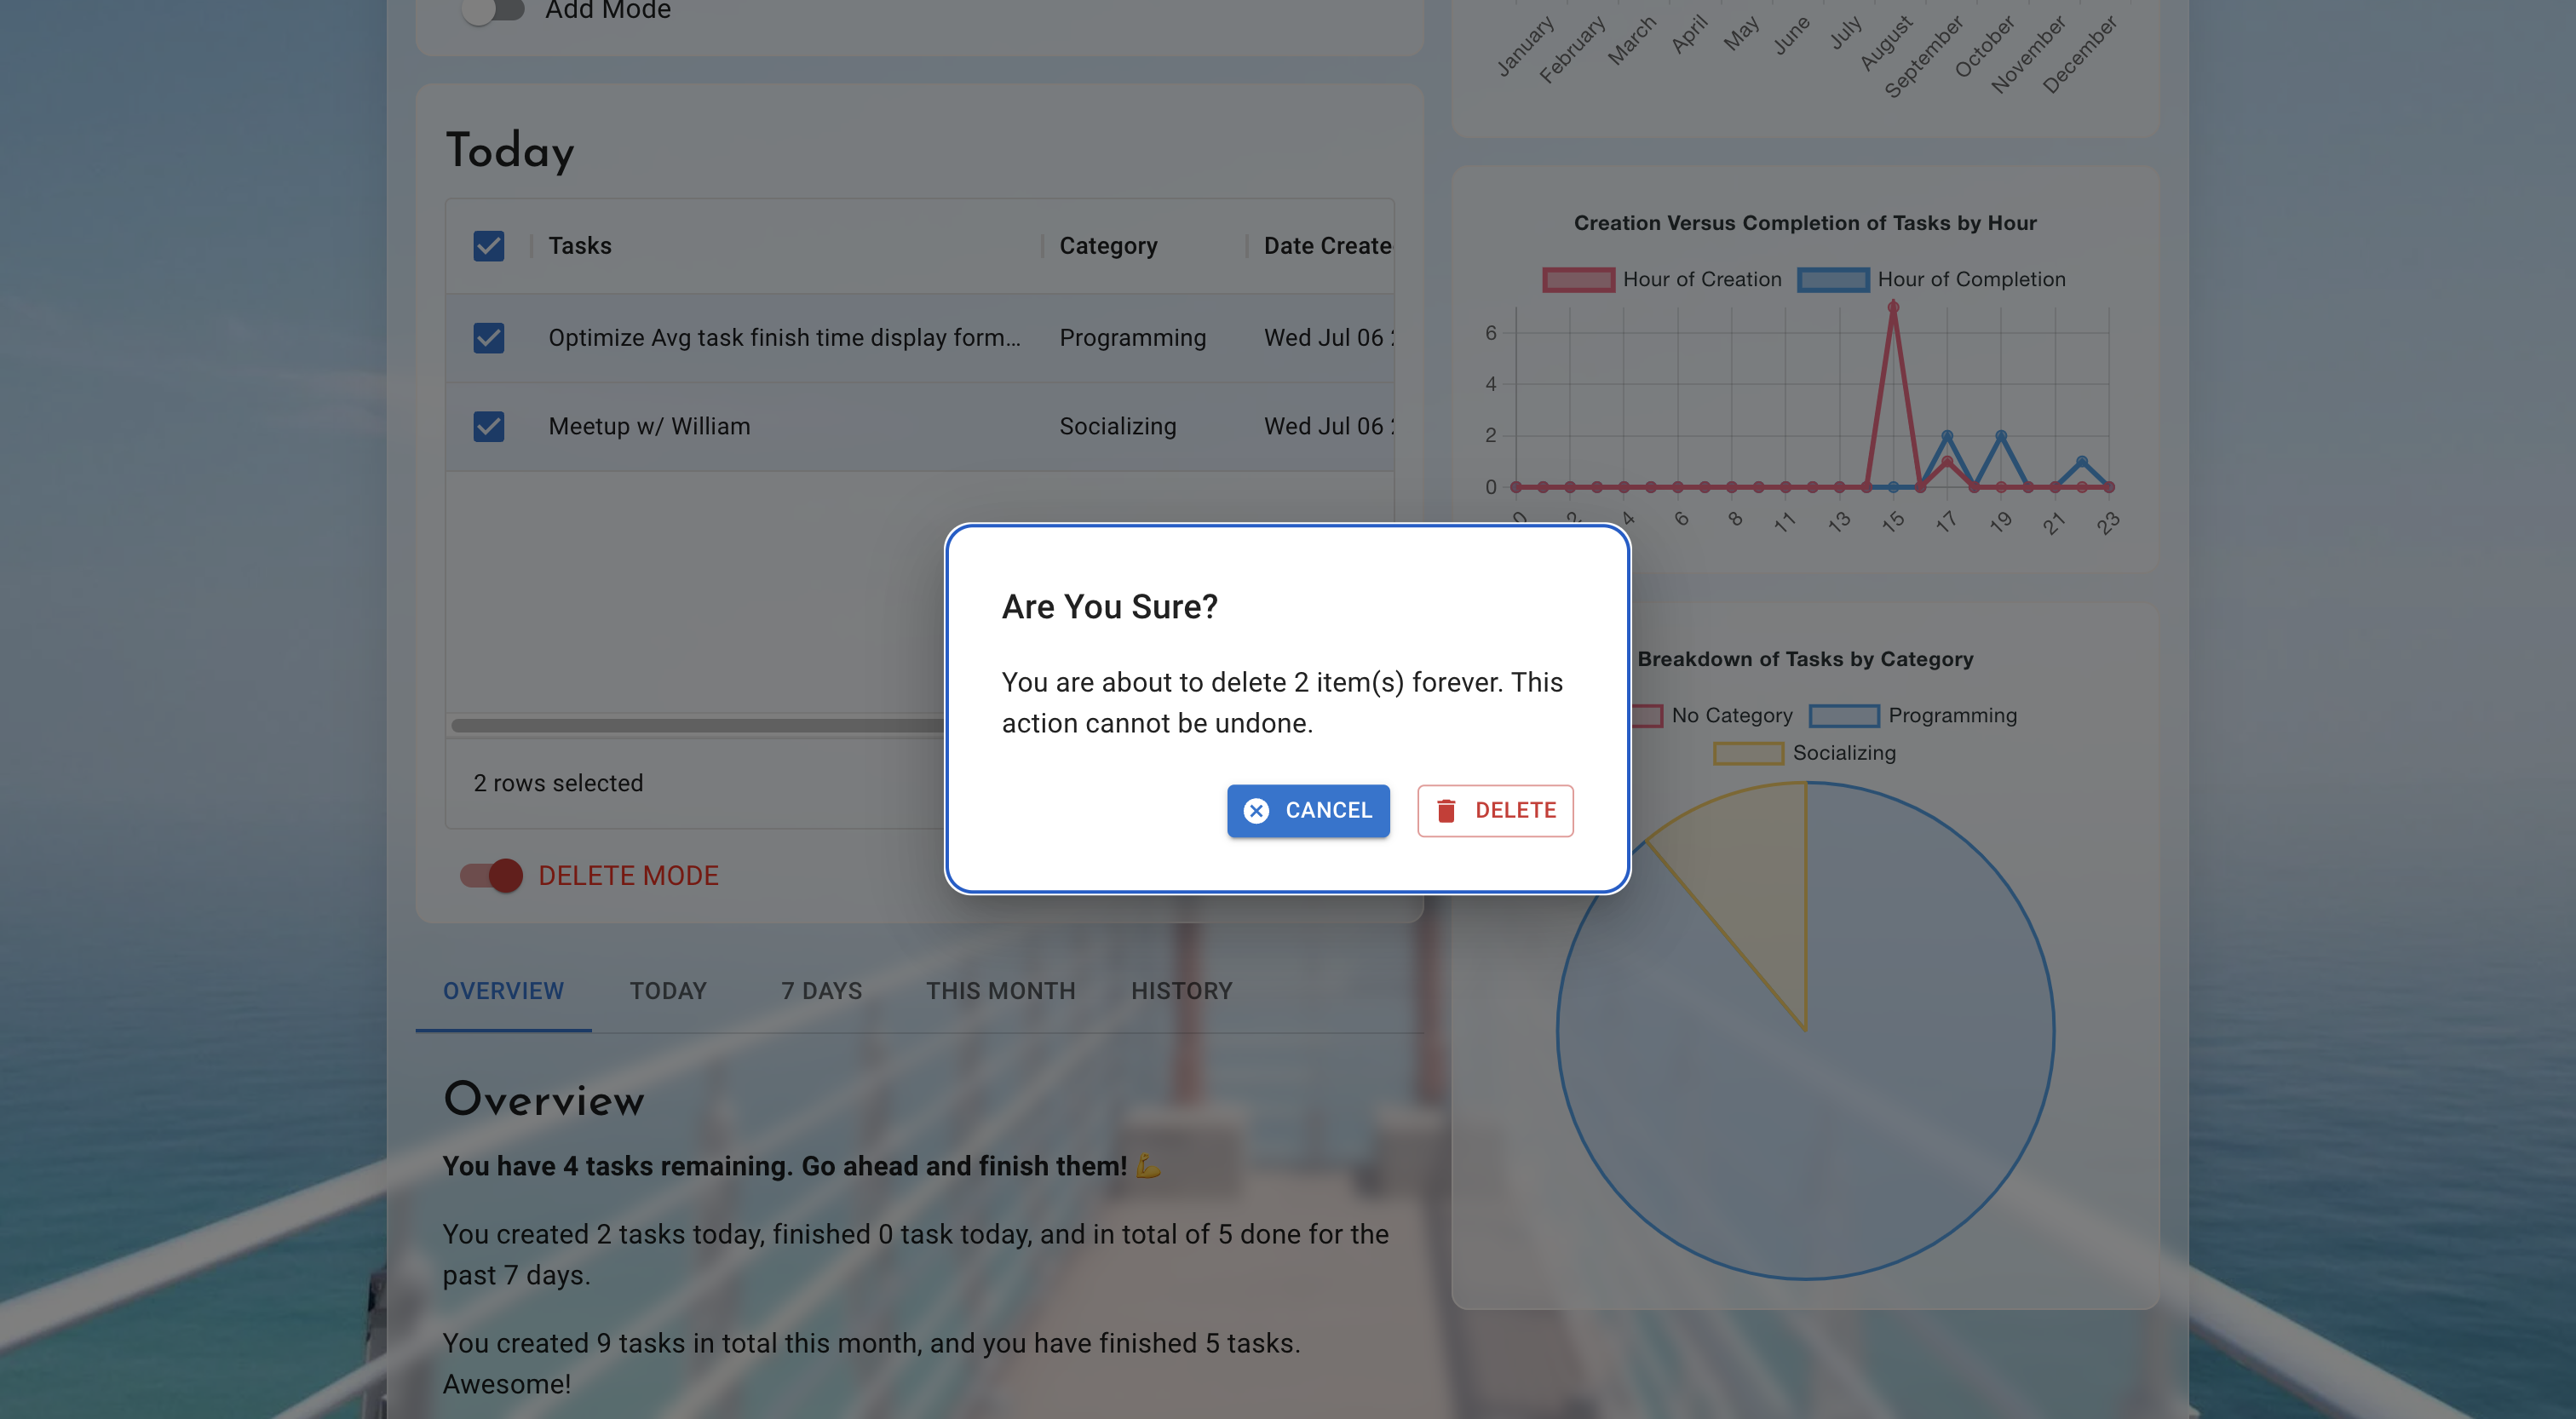 Add Mode
Today
Tasks
Category
Date Create
Optimize Avg task finish time display form...
Programming
Wed Jul 06
Meetup w/ William
Socializing
Wed Jul 06
2 rows selected
DELETE MODE
OVERVIEW
TODAY
7 DAYS
THIS MONTH
HISTORY
Overview
You have 4 tasks remaining. Go ahead and finish them! 💪
You created 2 tasks today, finished 0 task today, and in total of 5 done for the
past 7 days.
You created 9 tasks in total this month, and you have finished 5 tasks.
Awesome!
Are You Sure?
You are about to delete 2 item(s) forever. This
action cannot be undone.
CANCEL
DELETE
January
February
March
April
May
June
July
August
September
October
November
December
Creation Versus Completion of Tasks by Hour
Hour of Creation
Hour of Completion
6
4
2
0
0
2
4
6
8
11
13
15
17
19
21
23
Breakdown of Tasks by Category
No Category
Programming
Socializing